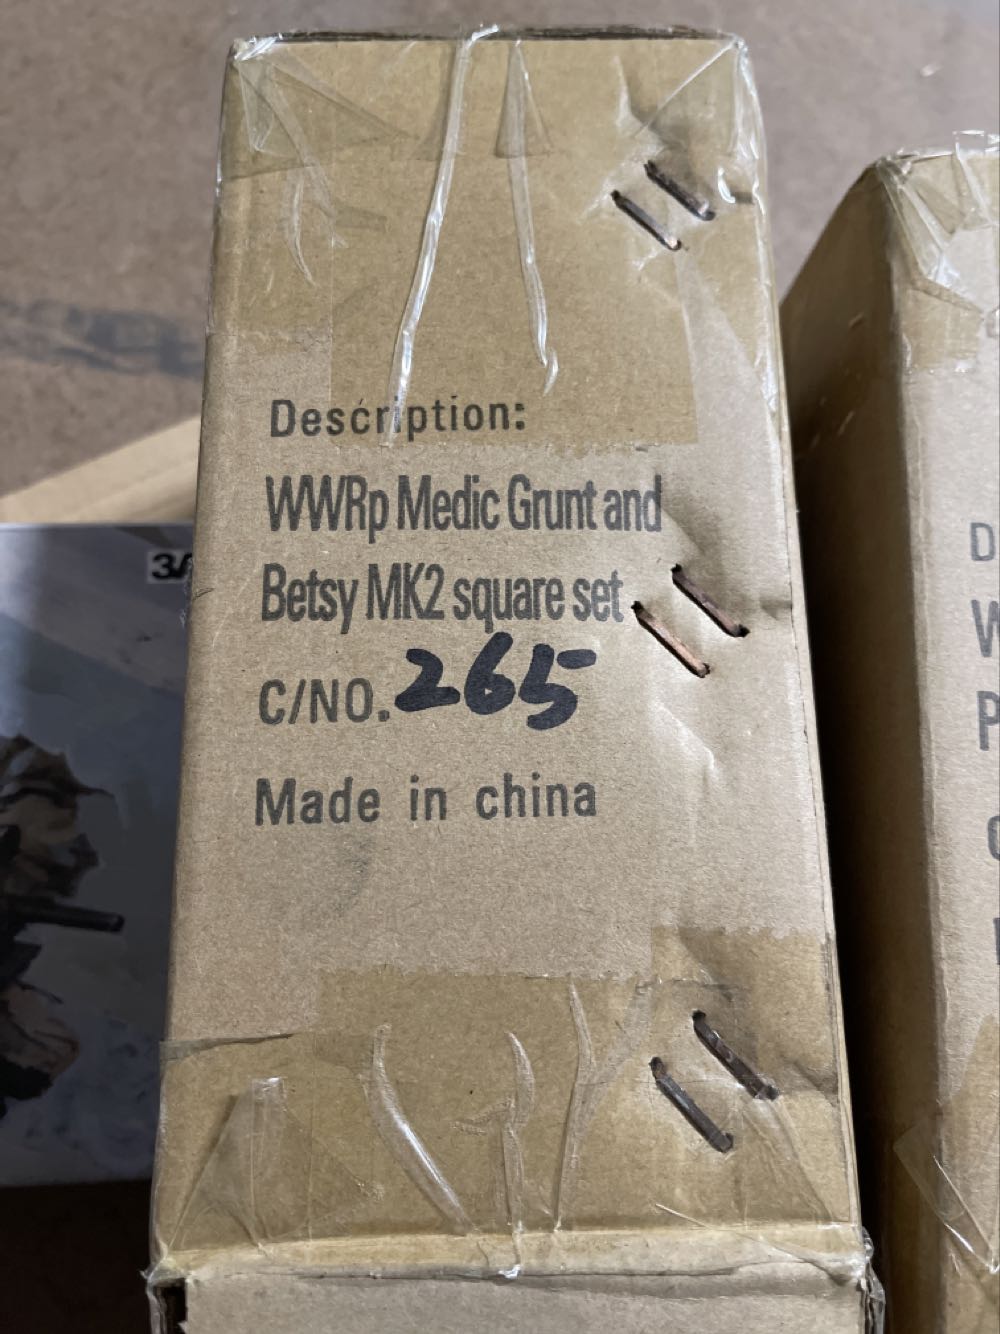 Description:
WWRp Medic Grunt and
Betsy MK2 square set
C/NO. 265
Made in china